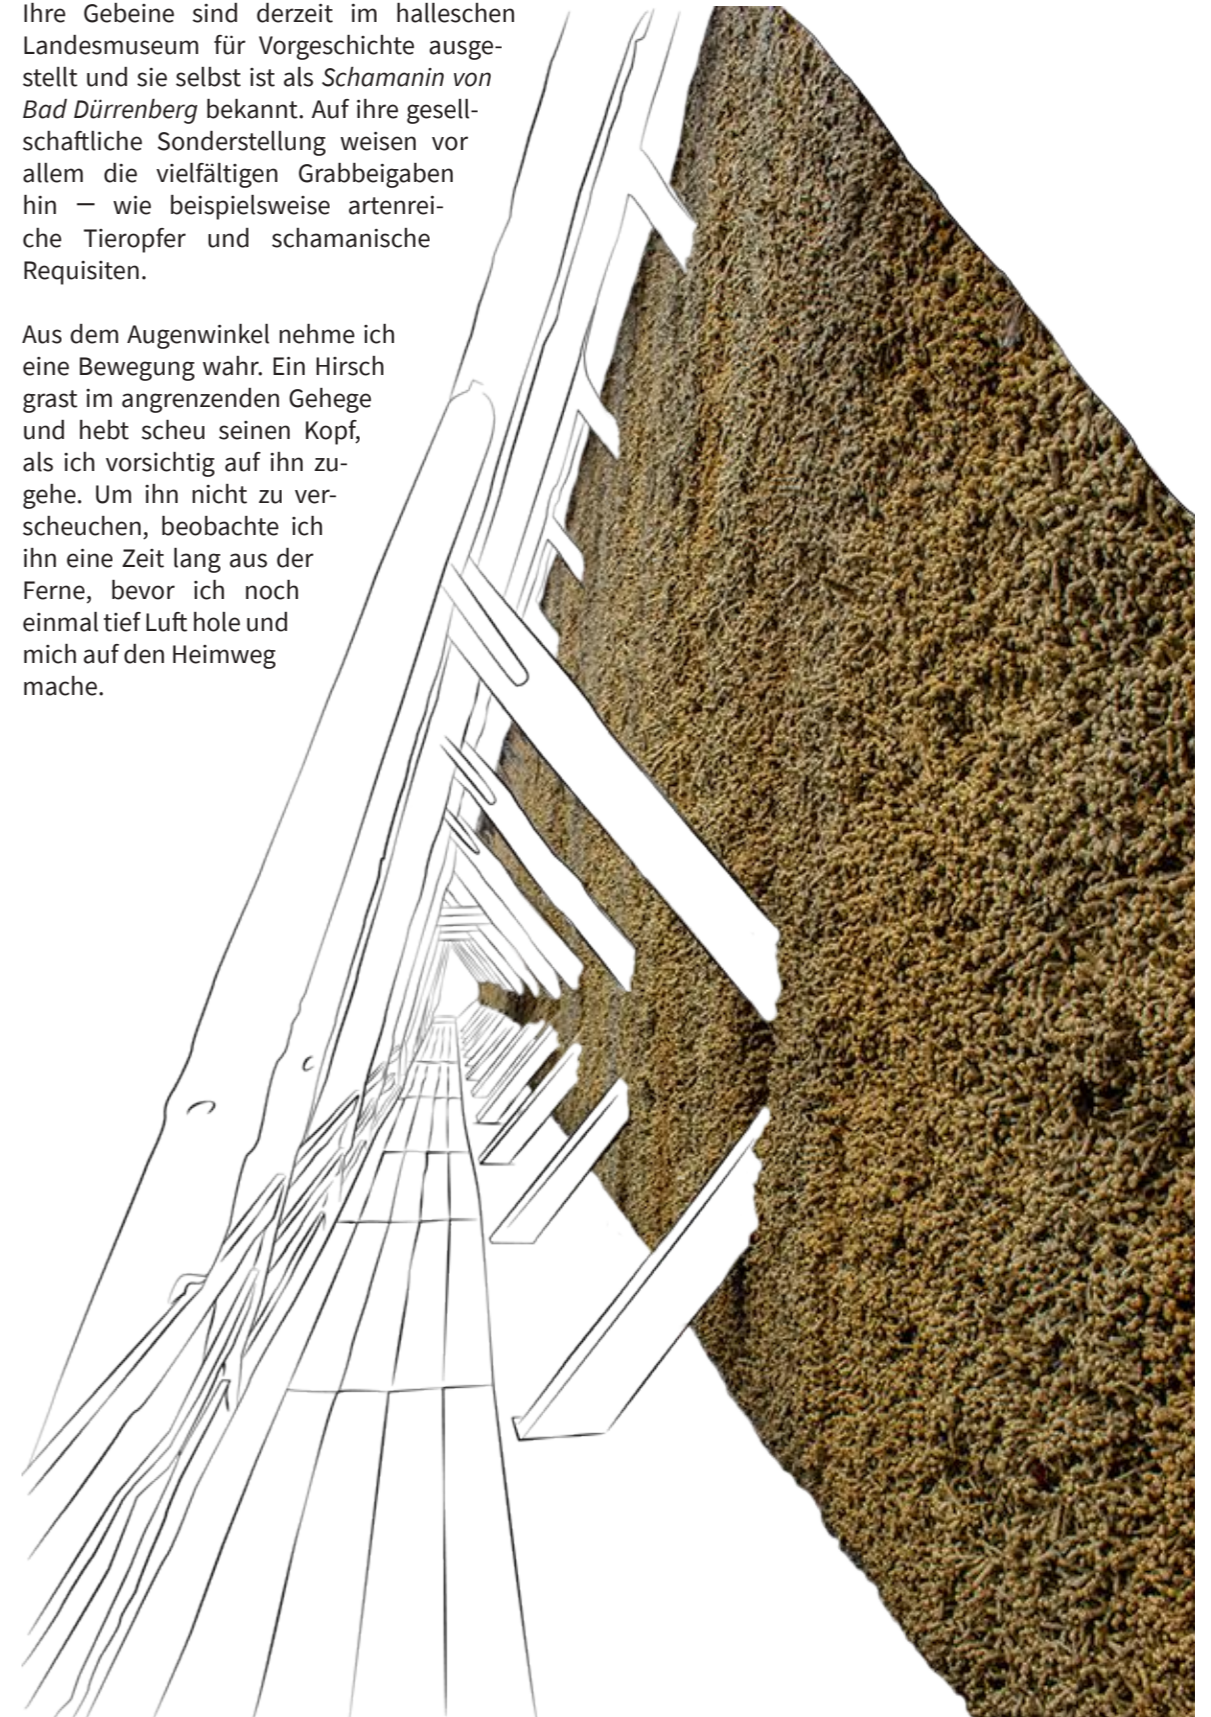 Ihre Gebeine sind derzeit im halleschen
Landesmuseum für Vorgeschichte ausge-
stellt und sie selbst ist als Schamanin von
Bad Dürrenberg bekannt. Auf ihre gesell-
schaftliche Sonderstellung weisen vor
allem die vielfältigen Grabbeigaben
hin — wie beispielsweise artenrei-
che Tieropfer und schamanische
Requisiten.
Aus dem Augenwinkel nehme ich
eine Bewegung wahr. Ein Hirsch
grast im angrenzenden Gehege
und hebt scheu seinen Kopf,
als ich vorsichtig auf ihn zu-
gehe. Um ihn nicht zu ver-
scheuchen, beobachte ich
ihn eine Zeit lang aus der
Ferne, bevor ich noch
einmal tief Luft hole und
mich auf den Heimweg
mache.